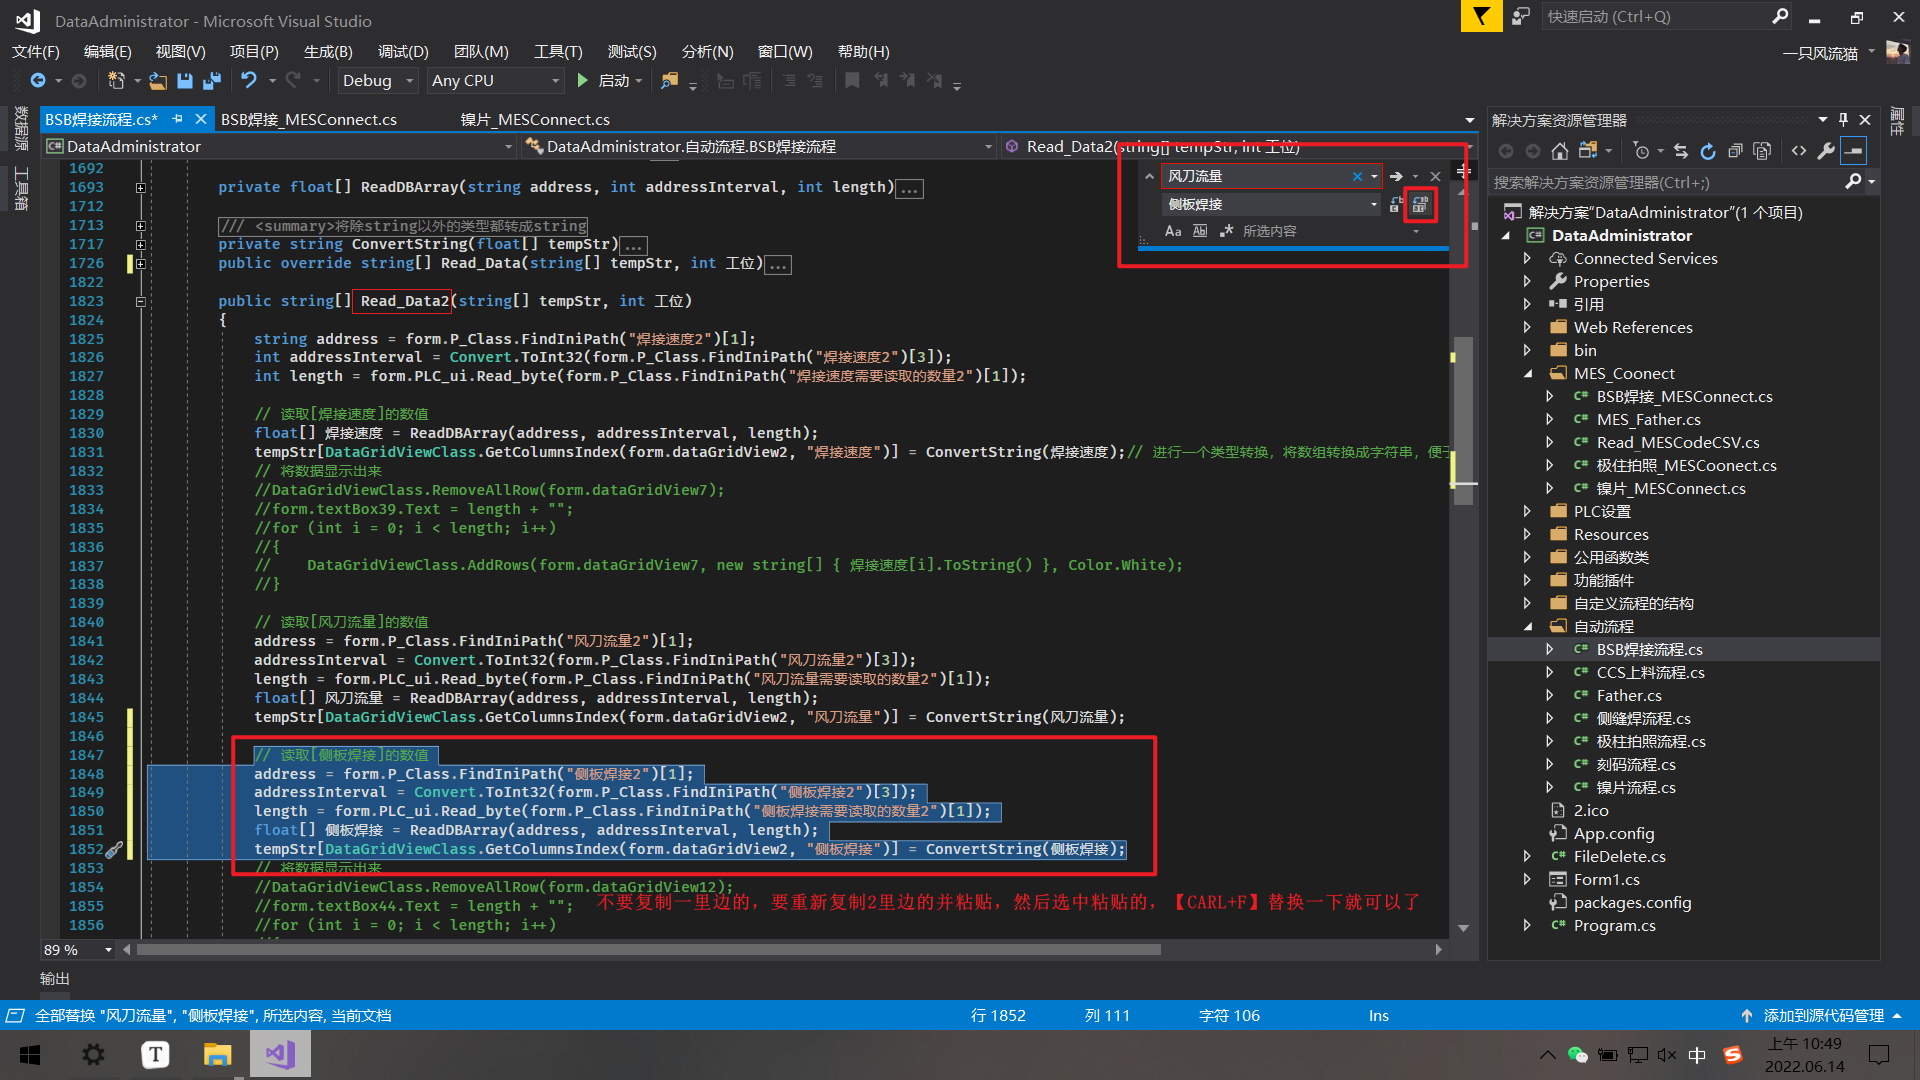 DataAdministrator - Microsoft Visual Studio
快速启动 (Ctrl+Q)
文件(F) 编辑(E) 视图(V) 项目(P) 生成(B) 调试(D) 团队(M) 工具(T) 测试(S) 分析(N) 窗口(W) 帮助(H)
一只风流猫
Debug Any CPU 启动
数据源
工具箱
BSB焊接流程.cs* BSB焊接_MESConnect.cs 镍片_MESConnect.cs
DataAdministrator DataAdministrator.自动流程.BSB焊接流程 Read_Data2(string[] tempStr, int 工位)
风刀流量
侧板焊接
Aa Ab 所选内容
1692
1693 private float[] ReadDBArray(string address, int addressInterval, int length)...
1712
1713 /// <summary>将除string以外的类型都转成string
1717 private string ConvertString(float[] tempStr)...
1726 public override string[] Read_Data(string[] tempStr, int 工位)...
1822
1823 public string[] Read_Data2(string[] tempStr, int 工位)
1824 {
1825 string address = form.P_Class.FindIniPath("焊接速度2")[1];
1826 int addressInterval = Convert.ToInt32(form.P_Class.FindIniPath("焊接速度2")[3]);
1827 int length = form.PLC_ui.Read_byte(form.P_Class.FindIniPath("焊接速度需要读取的数量2")[1]);
1828
1829 // 读取[焊接速度]的数值
1830 float[] 焊接速度 = ReadDBArray(address, addressInterval, length);
1831 tempStr[DataGridViewClass.GetColumnsIndex(form.dataGridView2, "焊接速度")] = ConvertString(焊接速度);// 进行一个类型转换，将数组转换成字符串，便于
1832 // 将数据显示出来
1833 //DataGridViewClass.RemoveAllRow(form.dataGridView7);
1834 //form.textBox39.Text = length + "";
1835 //for (int i = 0; i < length; i++)
1836 //{
1837 // DataGridViewClass.AddRows(form.dataGridView7, new string[] { 焊接速度[i].ToString() }, Color.White);
1838 //}
1839
1840 // 读取[风刀流量]的数值
1841 address = form.P_Class.FindIniPath("风刀流量2")[1];
1842 addressInterval = Convert.ToInt32(form.P_Class.FindIniPath("风刀流量2")[3]);
1843 length = form.PLC_ui.Read_byte(form.P_Class.FindIniPath("风刀流量需要读取的数量2")[1]);
1844 float[] 风刀流量 = ReadDBArray(address, addressInterval, length);
1845 tempStr[DataGridViewClass.GetColumnsIndex(form.dataGridView2, "风刀流量")] = ConvertString(风刀流量);
1846
1847 // 读取[侧板焊接]的数值
1848 address = form.P_Class.FindIniPath("侧板焊接2")[1];
1849 addressInterval = Convert.ToInt32(form.P_Class.FindIniPath("侧板焊接2")[3]);
1850 length = form.PLC_ui.Read_byte(form.P_Class.FindIniPath("侧板焊接需要读取的数量2")[1]);
1851 float[] 侧板焊接 = ReadDBArray(address, addressInterval, length);
1852 tempStr[DataGridViewClass.GetColumnsIndex(form.dataGridView2, "侧板焊接")] = ConvertString(侧板焊接);
1853 // 将数据显示出来
1854 //DataGridViewClass.RemoveAllRow(form.dataGridView12);
1855 //form.textBox44.Text = length + "";
不要复制一里边的，要重新复制2里边的并粘贴，然后选中粘贴的，【CARL+F】替换一下就可以了
1856 //for (int i = 0; i < length; i++)
89 %
输出
解决方案资源管理器
搜索解决方案资源管理器(Ctrl+;)
解决方案"DataAdministrator"(1 个项目)
DataAdministrator
Connected Services
Properties
引用
Web References
bin
MES_Coonect
BSB焊接_MESConnect.cs
MES_Father.cs
Read_MESCodeCSV.cs
极住拍照_MESCoonect.cs
镍片_MESConnect.cs
PLC设置
Resources
公用函数类
功能插件
自定义流程的结构
自动流程
BSB焊接流程.cs
CCS上料流程.cs
Father.cs
侧缝焊流程.cs
极柱拍照流程.cs
刻码流程.cs
镍片流程.cs
2.ico
App.config
FileDelete.cs
Form1.cs
packages.config
Program.cs
属性
全部替换 "风刀流量", "侧板焊接", 所选内容, 当前文档 行 1852 列 111 字符 106 Ins 添加到源代码管理
T
中
上午 10:49
2022.06.14